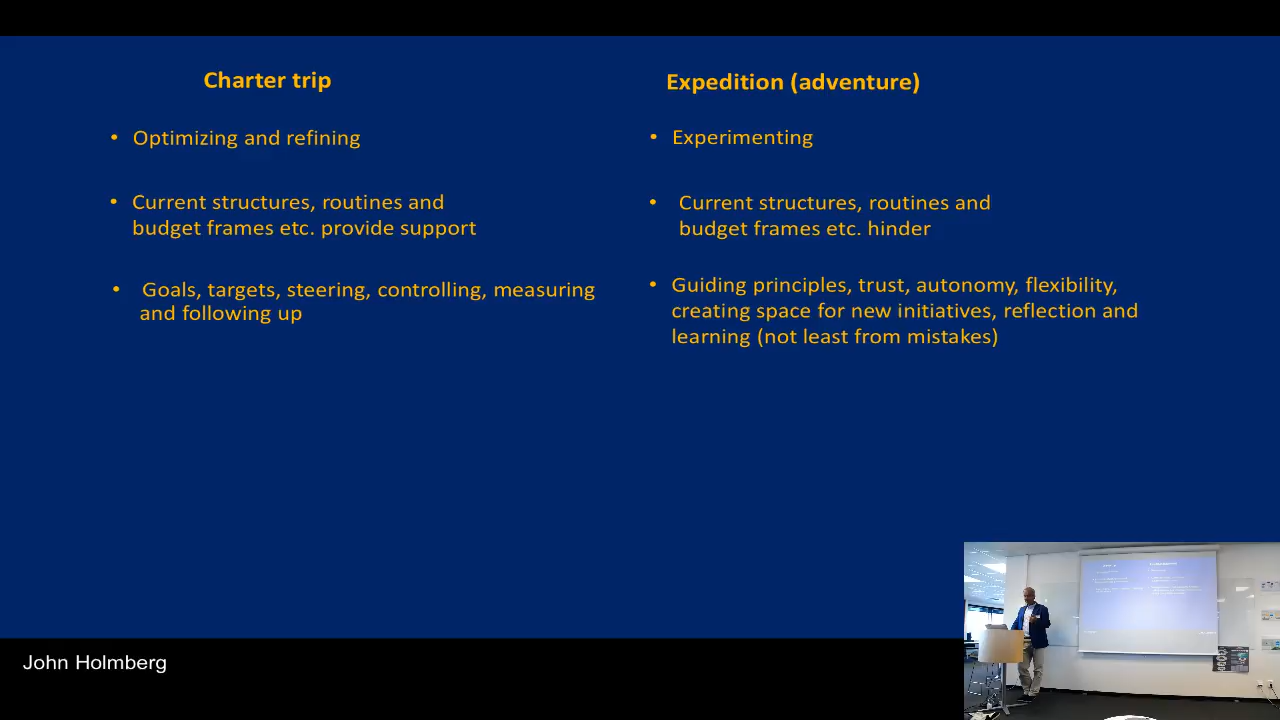 Charter trip
• Optimizing and refining
• Current structures, routines and
budget frames etc. provide support
• Goals, targets, steering, controlling, measuring
and following up
Expedition (adventure)
• Experimenting
• Current structures, routines and
budget frames etc. hinder
• Guiding principles, trust, autonomy, flexibility,
creating space for new initiatives, reflection and
learning (not least from mistakes)
John Holmberg